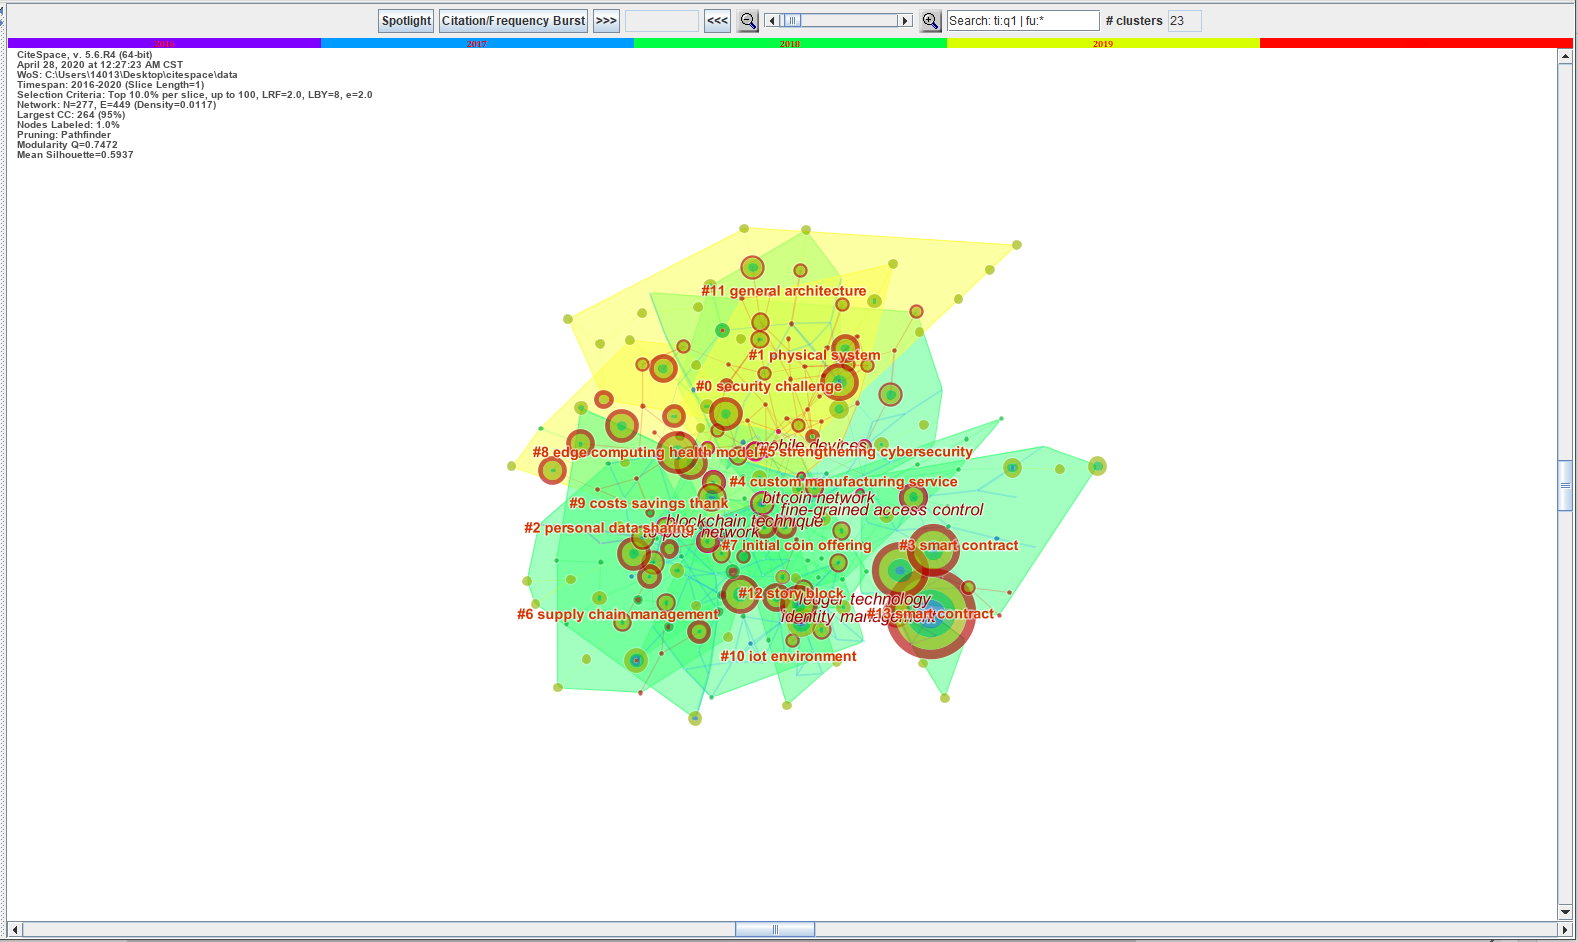 Spotlight Citation/Frequency Burst >>> <<< Search: ti:q1 | fu:* # clusters 23
2016 2017 2018 2019
CiteSpace, v. 5.6.R4 (64-bit)
April 28, 2020 at 12:27:23 AM CST
WoS: C:\Users\14013\Desktop\citespace\data
Timespan: 2016-2020 (Slice Length=1)
Selection Criteria: Top 10.0% per slice, up to 100, LRF=2.0, LBY=8, e=2.0
Network: N=277, E=449 (Density=0.0117)
Largest CC: 264 (95%)
Nodes Labeled: 1.0%
Pruning: Pathfinder
Modularity Q=0.7472
Mean Silhouette=0.5937
#11 general architecture
#1 physical system
#0 security challenge
mobile devices
#8 edge computing health model
#5 strengthening cybersecurity
#4 custom manufacturing service
bitcoin network
#9 costs savings thank
fine-grained access control
blockchain technique
#2 personal data sharing
to-peer network
#7 initial coin offering
#3 smart contract
#12 story block
ledger technology
#6 supply chain management
identity management
#13 smart contract
#10 iot environment